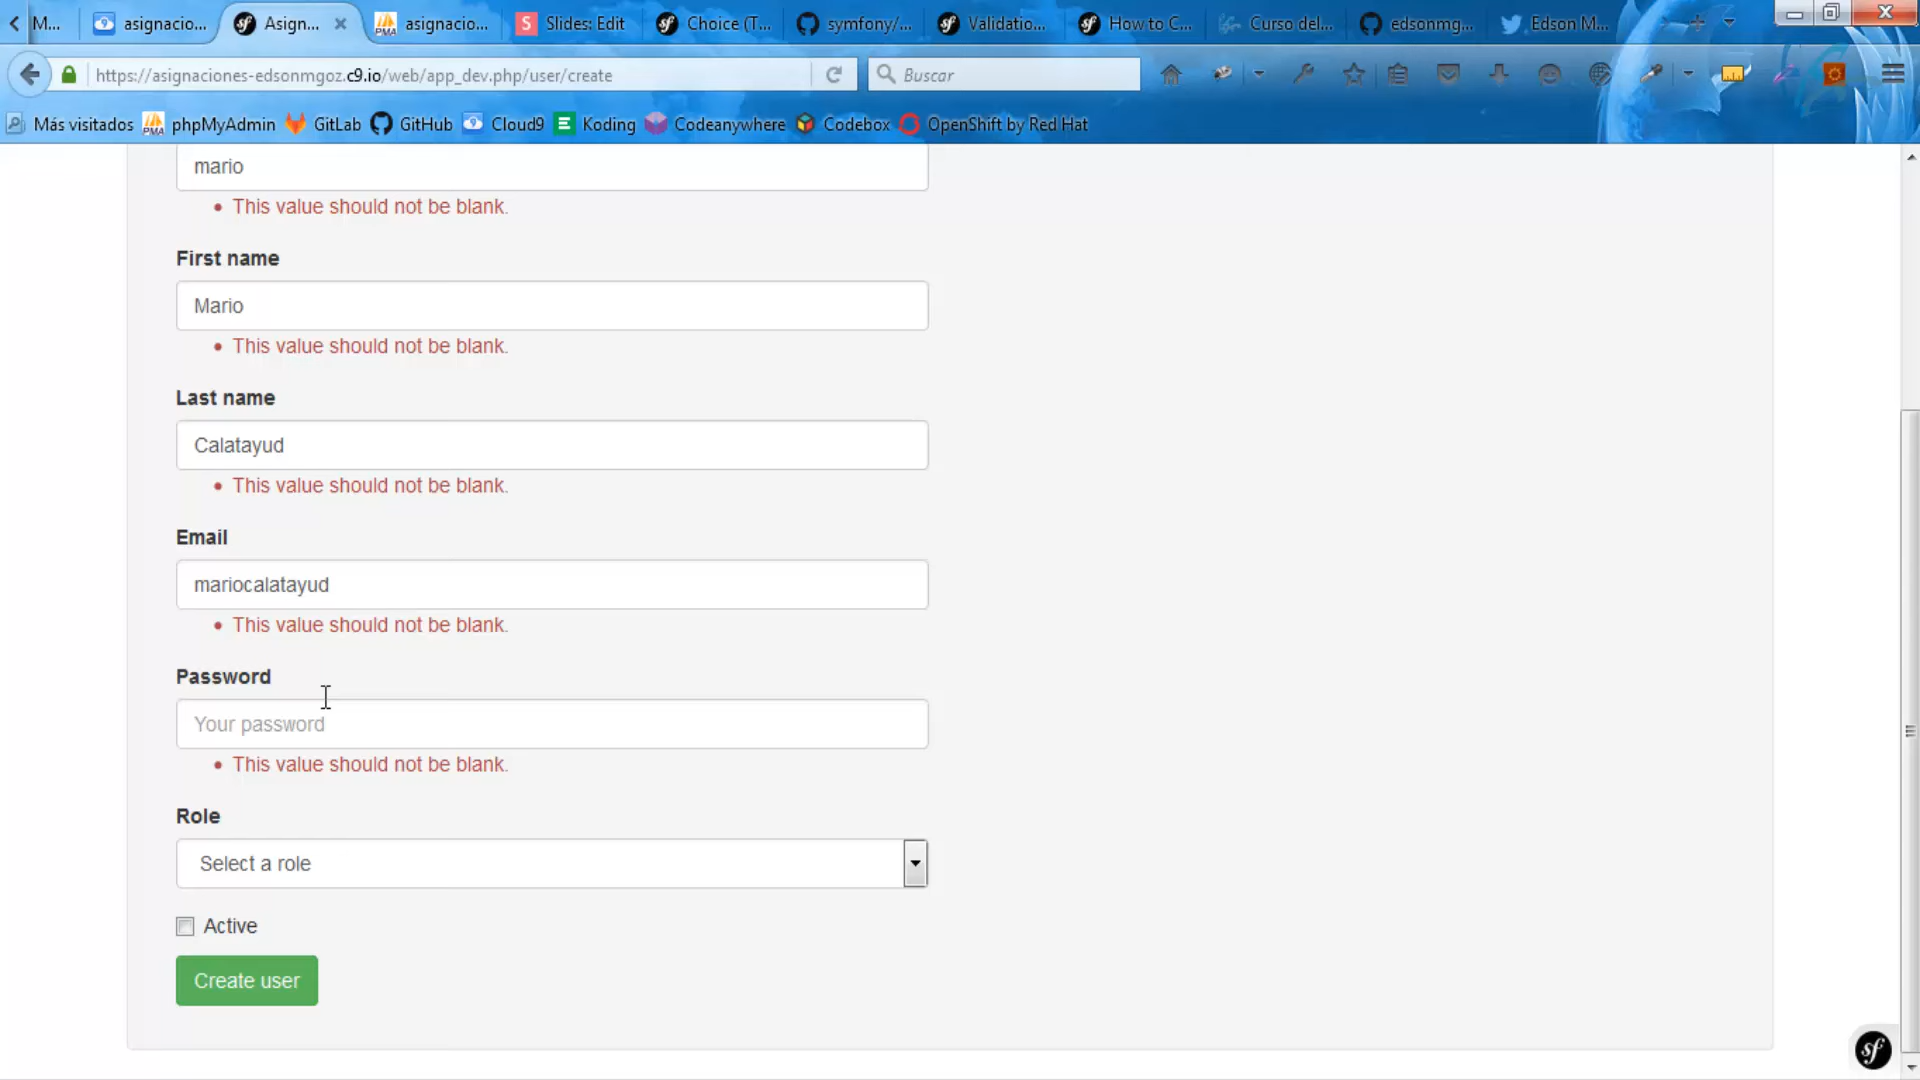 M...
asignacio...
Asign...
asignacio...
Slides: Edit
Choice (T...
symfony/...
Validatio...
How to C...
Curso del...
edsonmg...
Edson M...
https://asignaciones-edsonmgoz.c9.io/web/app_dev.php/user/create
Buscar
Más visitados
phpMyAdmin
GitLab
GitHub
Cloud9
Koding
Codeanywhere
Codebox
OpenShift by Red Hat
mario
This value should not be blank.
First name
Mario
This value should not be blank.
Last name
Calatayud
This value should not be blank.
Email
mariocalatayud
This value should not be blank.
Password
Your password
This value should not be blank.
Role
Select a role
Active
Create user
sf